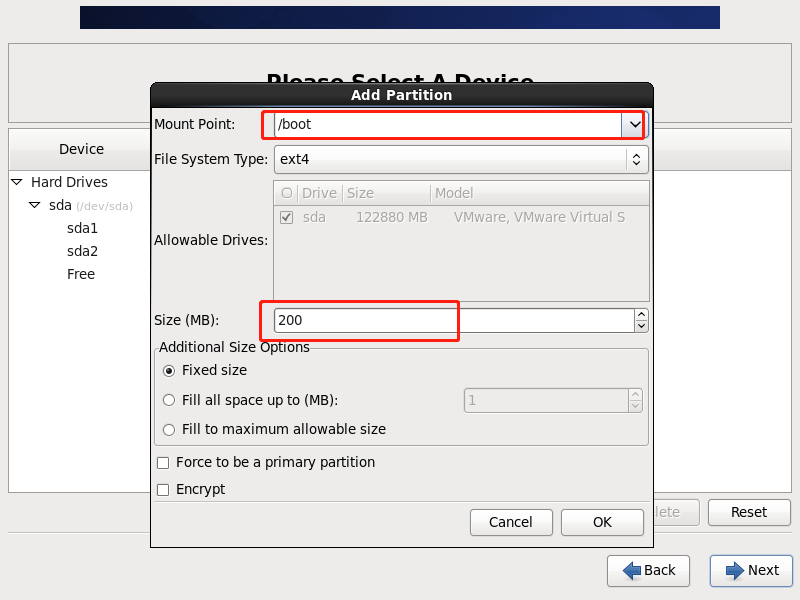 Please Select A Device
Add Partition
Mount Point: /boot
Device
File System Type: ext4
Hard Drives
Drive Size Model
sda (/dev/sda)
sda 122880 MB VMware, VMware Virtual S
sda1
Allowable Drives:
sda2
Free
Size (MB): 200
Additional Size Options
Fixed size
Fill all space up to (MB): 1
Fill to maximum allowable size
Force to be a primary partition
Encrypt
lete Reset
Cancel OK
Back Next